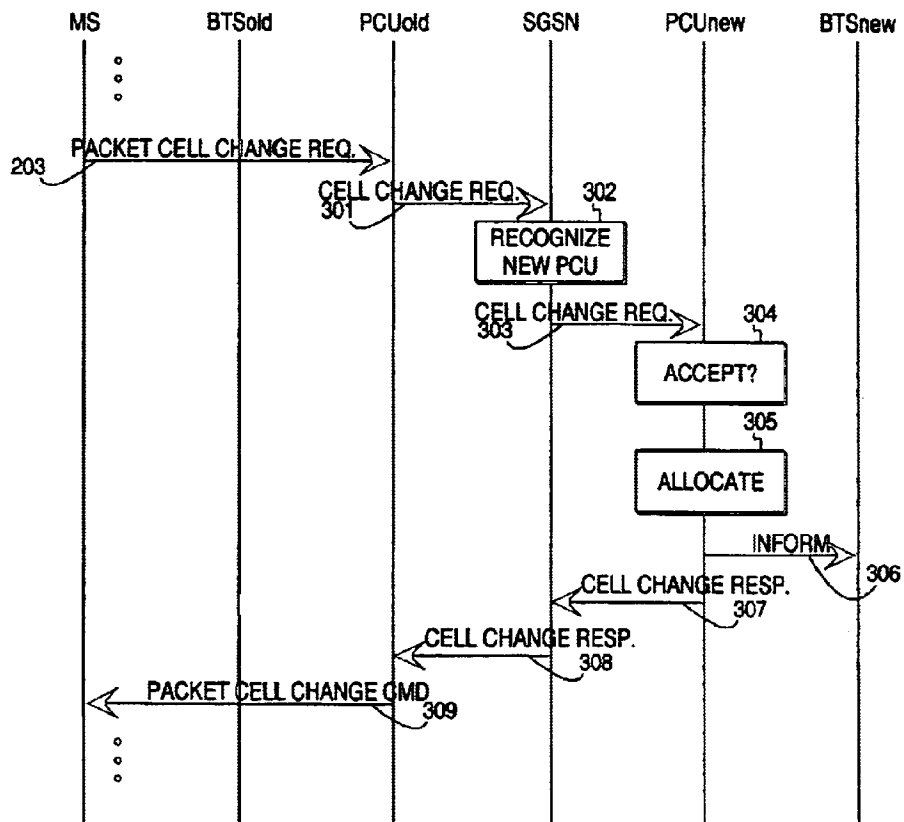 MS BTSold PCUold SGSN PCUnew BTSnew
PACKET CELL CHANGE REQ.
203
CELL CHANGE REQ.
301
302
RECOGNIZE
NEW PCU
CELL CHANGE REQ.
303
304
ACCEPT?
305
ALLOCATE
INFORM
306
CELL CHANGE RESP.
307
CELL CHANGE RESP.
308
PACKET CELL CHANGE CMD
309